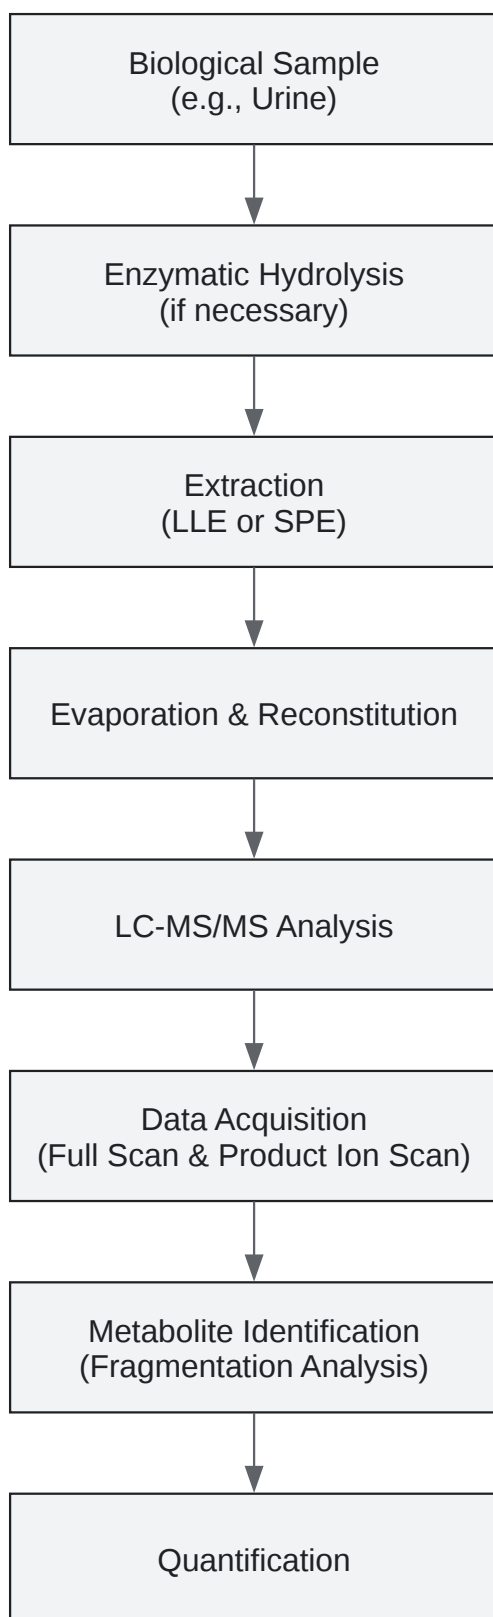 Biological Sample
(e.g., Urine)
Enzymatic Hydrolysis
(if necessary)
Extraction
(LLE or SPE)
Evaporation & Reconstitution
LC-MS/MS Analysis
Data Acquisition
(Full Scan & Product Ion Scan)
Metabolite Identification
(Fragmentation Analysis)
Quantification